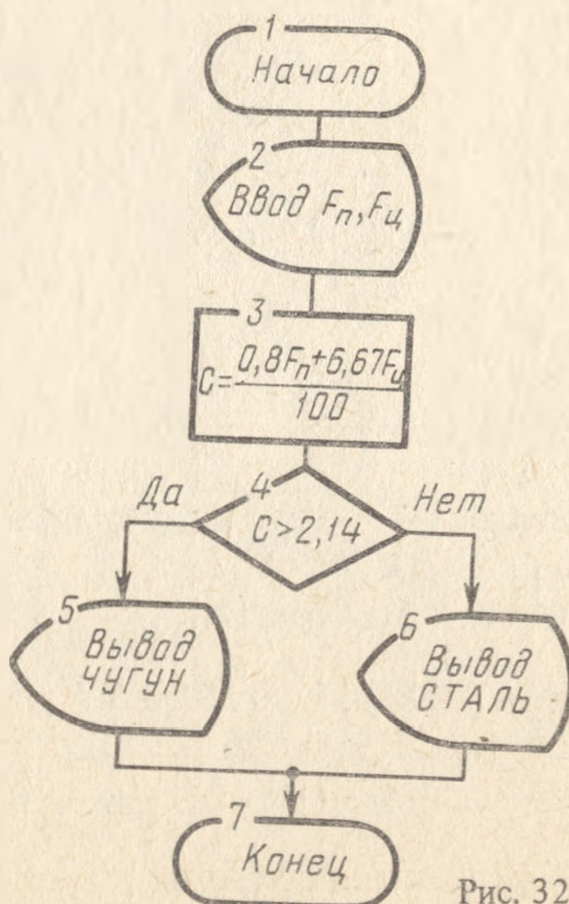 1
Начало
2
Ввод Fп, Fц
3
C = (0,8Fп + 6,67Fц) / 100
Да
4
Нет
C > 2,14
5
Вывод
ЧУГУН
6
Вывод
СТАЛЬ
7
Конец
Рис. 32